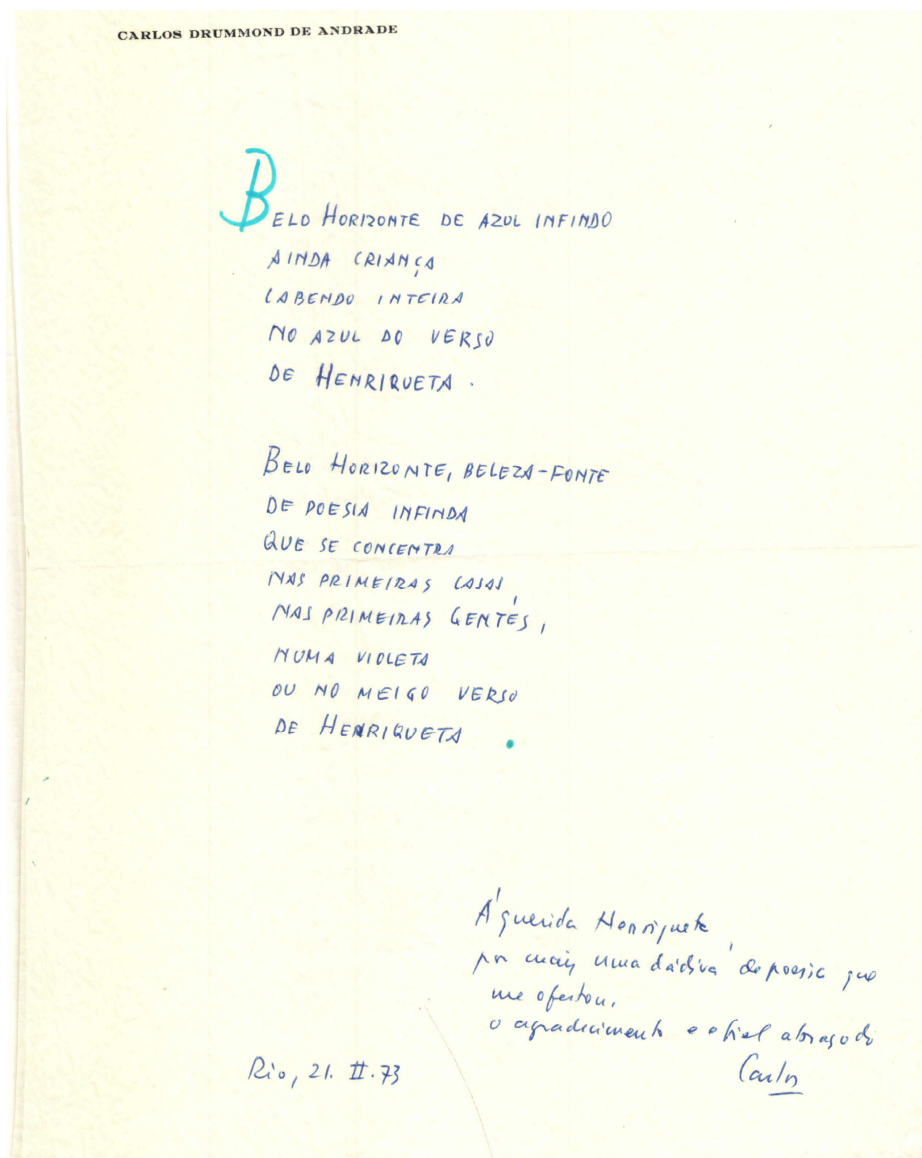 CARLOS DRUMMOND DE ANDRADE
BELO HORIZONTE DE AZUL INFINDO
AINDA CRIANÇA
CABENDO INTEIRA
NO AZUL DO VERSO
DE HENRIQUETA.
BELO HORIZONTE, BELEZA-FONTE
DE POESIA INFINDA
QUE SE CONCENTRA
NAS PRIMEIRAS CASAS,
NAS PRIMEIRAS GENTES,
NUMA VIOLETA
OU NO MEIGO VERSO
DE HENRIQUETA.
À querida Henriqueta,
por mais uma dádiva de poesia que
me ofertou,
o agradecimento e o fiel abraço do
Carlos
Rio, 21. II. 73